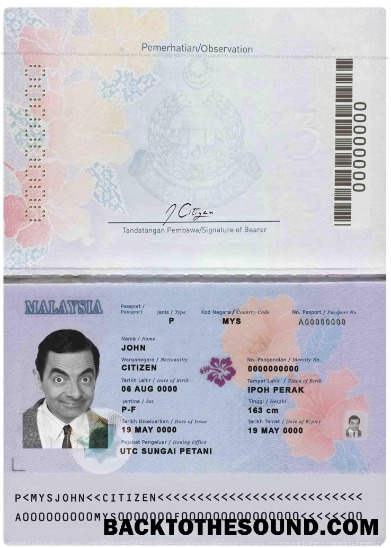 Pemerhatian/Observation
00000000
J Citizen
Tandatangan Pembawa/Signature of Bearer
MALAYSIA
Pasport / Passport
Jenis / Type
Kod Negara / Country Code
No. Pasport / Passport No.
P
MYS
A00000000
Nama / Name
JOHN
Warganegara / Nationality
No. Pengenalan / Identity No.
CITIZEN
0000000000
Tarikh Lahir / Date of Birth
Tempat Lahir / Place of Birth
06 AUG 0000
IPOH PERAK
Jantina / Sex
Tinggi / Height
P-F
163 cm
Tarikh Dikeluarkan / Date of Issue
Tarikh Tamat / Date of Expiry
19 MAY 0000
19 MAY 0000
Pejabat Pengeluar / Issuing Office
UTC SUNGAI PETANI
P<MYSJOHN<<CITIZEN<<<<<<<<<<<<<<<<<<<<<<<<<<
BACKTOTHESOUND.COM